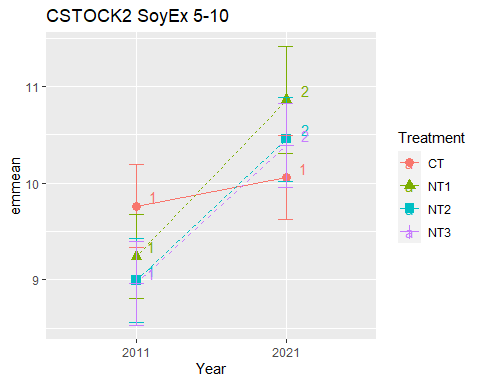 CSTOCK2 SoyEx 5-10
11
10
9
emmean
2
2
2
1
1
1
1
2011
2021
Year
Treatment
a CT
a NT1
a NT2
a NT3